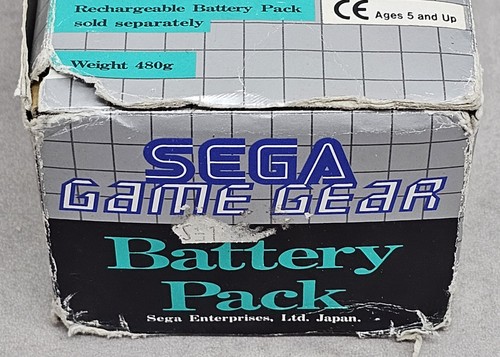 Rechargeable Battery Pack
sold separately
CE Ages 5 and Up
Weight 480g
SEGA
GAME GEAR
Battery
Pack
Sega Enterprises, Ltd. Japan.